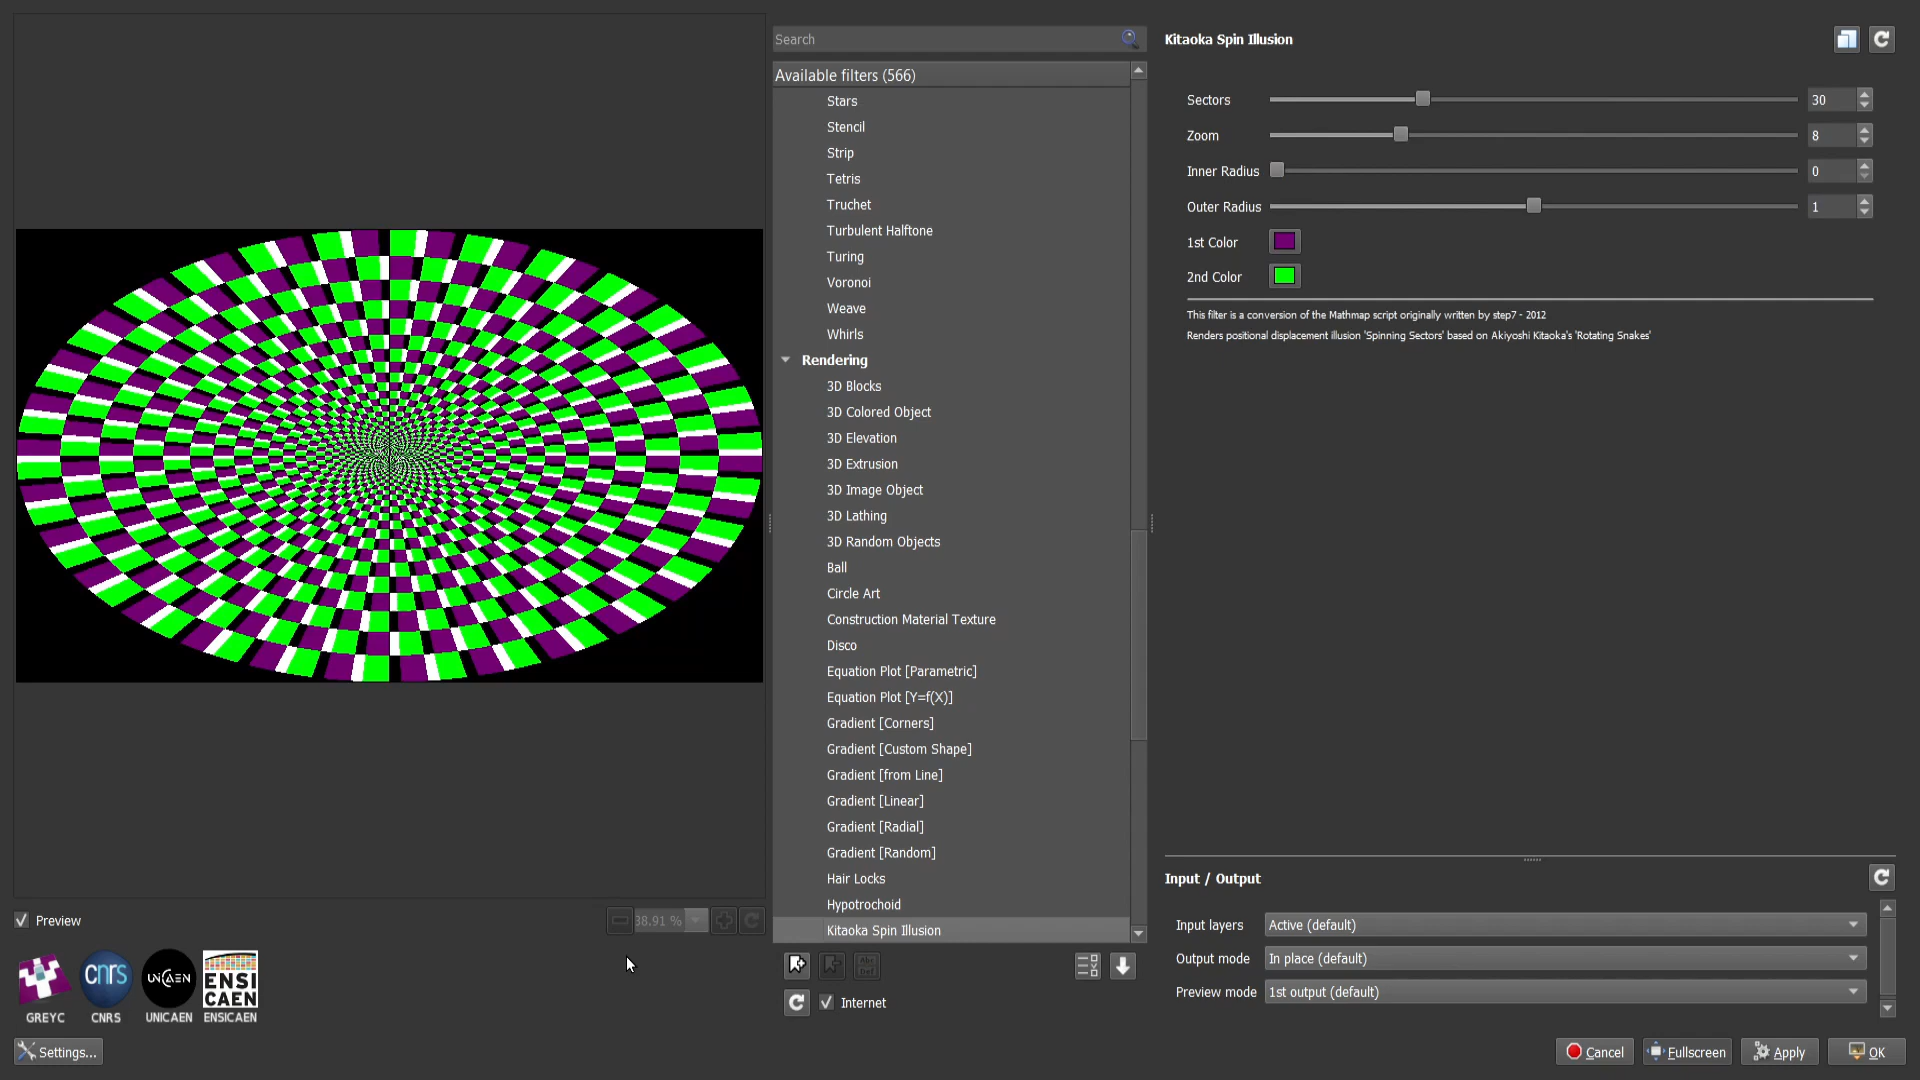 Search
Available filters (566)
Stars
Stencil
Strip
Tetris
Truchet
Turbulent Halftone
Turing
Voronoi
Weave
Whirls
Rendering
3D Blocks
3D Colored Object
3D Elevation
3D Extrusion
3D Image Object
3D Lathing
3D Random Objects
Ball
Circle Art
Construction Material Texture
Disco
Equation Plot [Parametric]
Equation Plot [Y=f(X)]
Gradient [Corners]
Gradient [Custom Shape]
Gradient [from Line]
Gradient [Linear]
Gradient [Radial]
Gradient [Random]
Hair Locks
Hypotrochoid
Kitaoka Spin Illusion
Internet
Kitaoka Spin Illusion
Sectors 30
Zoom 8
Inner Radius 0
Outer Radius 1
1st Color
2nd Color
This filter is a conversion of the Mathmap script originally written by step7 - 2012
Renders positional displacement illusion 'Spinning Sectors' based on Akiyoshi Kitaoka's 'Rotating Snakes'
Input / Output
Input layers Active (default)
Output mode In place (default)
Preview mode 1st output (default)
Preview
38.91 %
cnrs
UNICAEN
ENSI
CAEN
GREYC
CNRS
UNICAEN
ENSICAEN
Settings...
Cancel
Fullscreen
Apply
OK